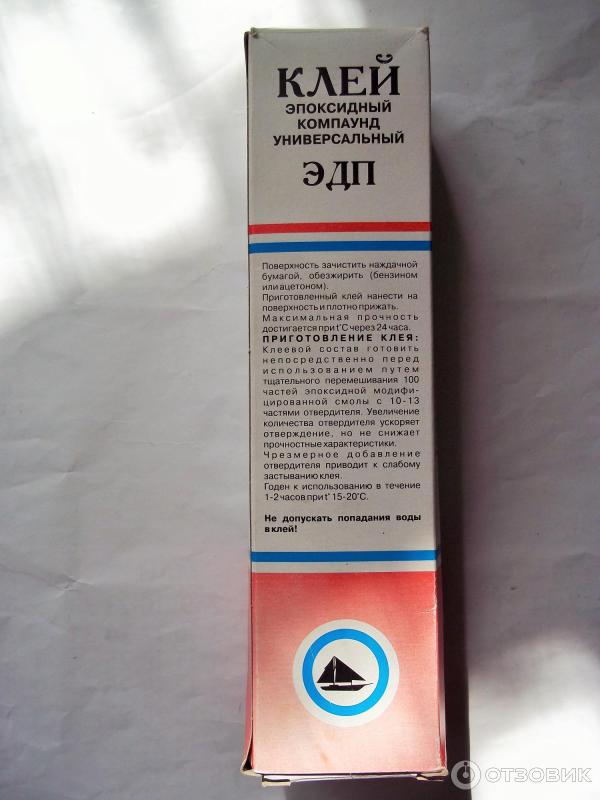 КЛЕЙ
ЭПОКСИДНЫЙ
КОМПАУНД
УНИВЕРСАЛЬНЫЙ
ЭДП
Поверхность зачистить наждачной
бумагой, обезжирить (бензином
или ацетоном).
Приготовленный клей нанести на
поверхность и плотно прижать.
Максимальная прочность
достигается при t°C через 24 часа.
ПРИГОТОВЛЕНИЕ КЛЕЯ:
Клеевой состав готовить
непосредственно перед
использованием путем
тщательного перемешивания 100
частей эпоксидной модифи-
цированной смолы с 10-13
частями отвердителя. Увеличение
количества отвердителя ускоряет
отверждение, но не снижает
прочностные характеристики.
Чрезмерное добавление
отвердителя приводит к слабому
застыванию клея.
Годен к использованию в течение
1-2 часов при t° 15-20°C.
Не допускать попадания воды
в клей!
ОТЗОВИК